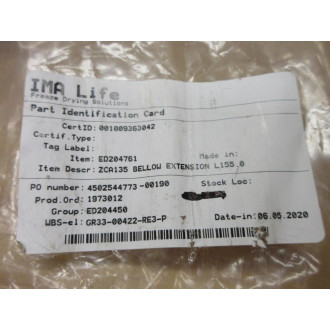 IMA Life
Freeze Drying Solutions
Part Identification Card
CertID: 001009363042
Certif.Type:
Tag Label:
Item: ED204761 Made in:
Item Descr: ZCA135 BELLOW EXTENSION L155.0
PO number: 4502544773-00190 Stock Loc:
Prod.Ord: 1973012
Group: ED204450
WBS-el: GR33-00422-RE3-P Date-in: 06.05.2020